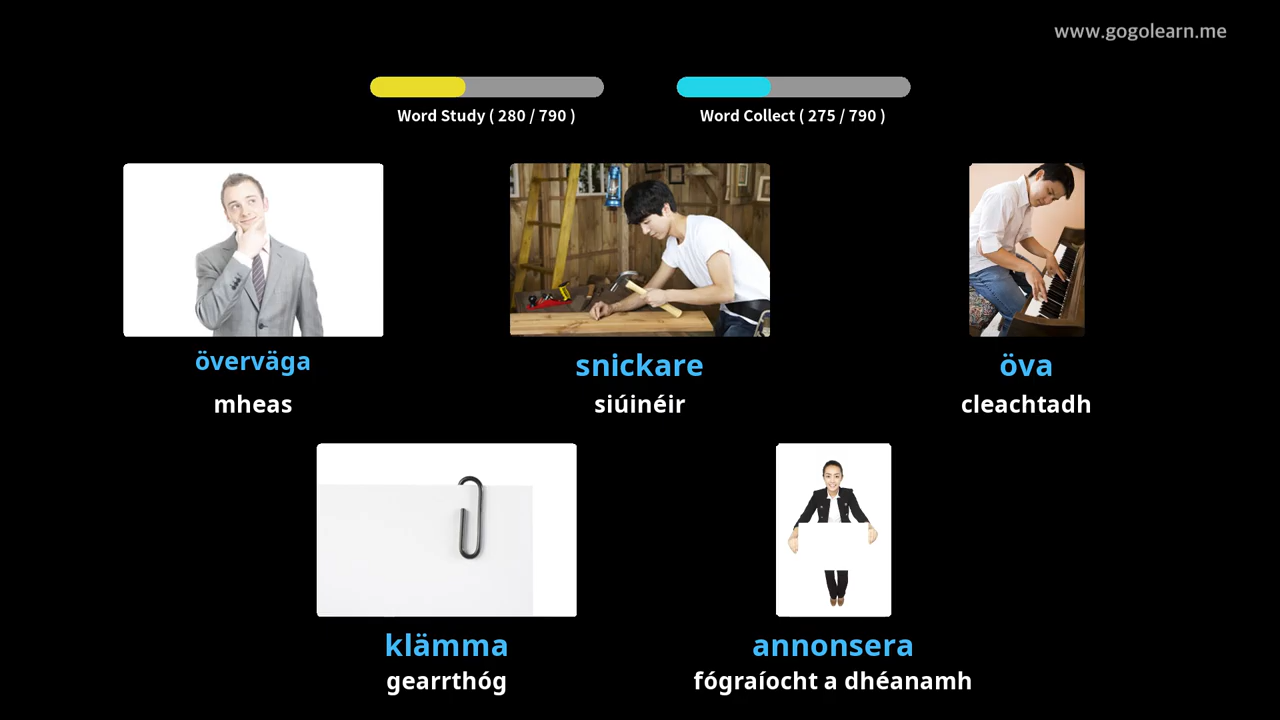 www.gogolearn.me
Word Study ( 280 / 790 )
Word Collect ( 275 / 790 )
överväga
snickare
öva
mheas
siúinéir
cleachtadh
klämma
annonsera
gearrthóg
fógraíocht a dhéanamh